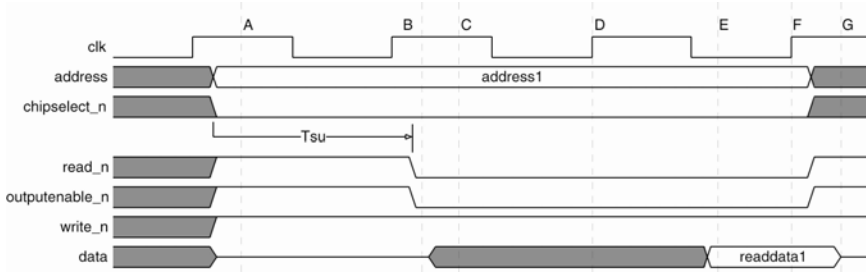 A B C D E F G
clk
address address1
chipselect_n
Tsu
read_n
outputenable_n
write_n
data readdata1